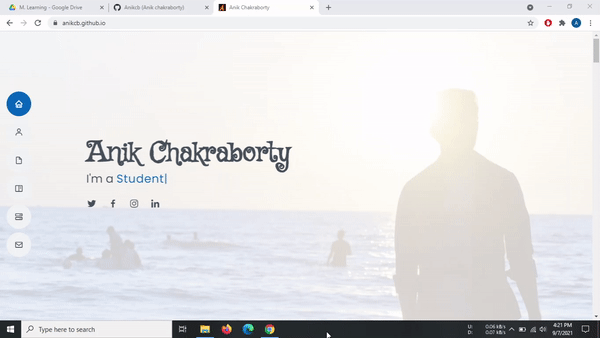 M. Learning - Google Drive
Anikcb (Anik chakraborty)
Anik Chakraborty
anikcb.github.io
A
Anik Chakraborty
I'm a Student|
Type here to search
U: 0.06 kB/s
D: 0.07 kB/s
4:21 PM
9/7/2021